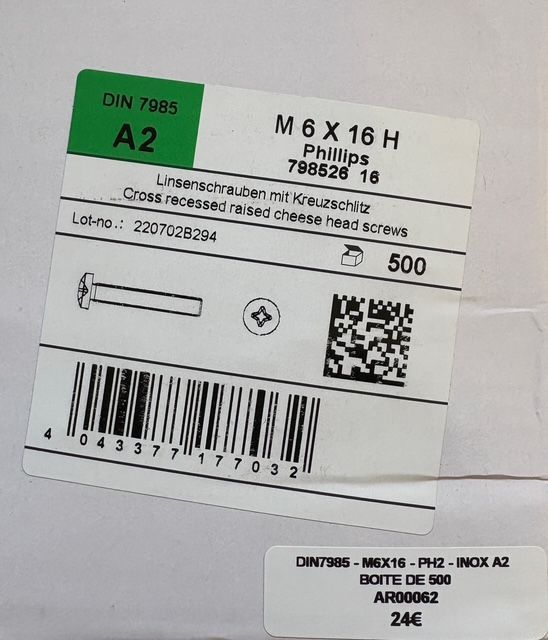 DIN 7985
A2
M 6 X 16 H
Phillips
798526 16
Linsenschrauben mit Kreuzschlitz
Cross recessed raised cheese head screws
Lot-no.: 220702B294
500
4 043377 177032
DIN7985 - M6X16 - PH2 - INOX A2
BOITE DE 500
AR00062
24€